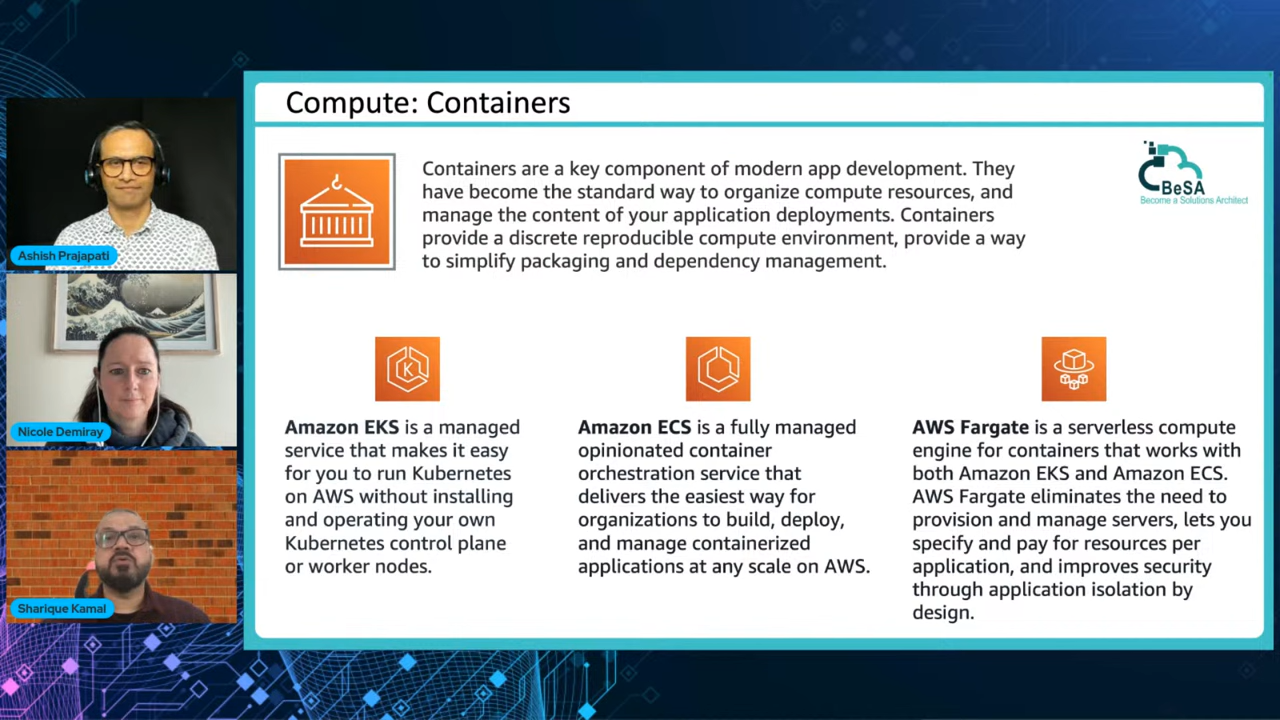 Compute: Containers
Containers are a key component of modern app development. They
have become the standard way to organize compute resources, and
manage the content of your application deployments. Containers
provide a discrete reproducible compute environment, provide a way
to simplify packaging and dependency management.
BeSA
Become a Solutions Architect
Ashish Prajapati
Nicole Demiray
Sharique Kamal
K
Amazon EKS is a managed
service that makes it easy
for you to run Kubernetes
on AWS without installing
and operating your own
Kubernetes control plane
or worker nodes.
Amazon ECS is a fully managed
opinionated container
orchestration service that
delivers the easiest way for
organizations to build, deploy,
and manage containerized
applications at any scale on AWS.
AWS Fargate is a serverless compute
engine for containers that works with
both Amazon EKS and Amazon ECS.
AWS Fargate eliminates the need to
provision and manage servers, lets you
specify and pay for resources per
application, and improves security
through application isolation by
design.